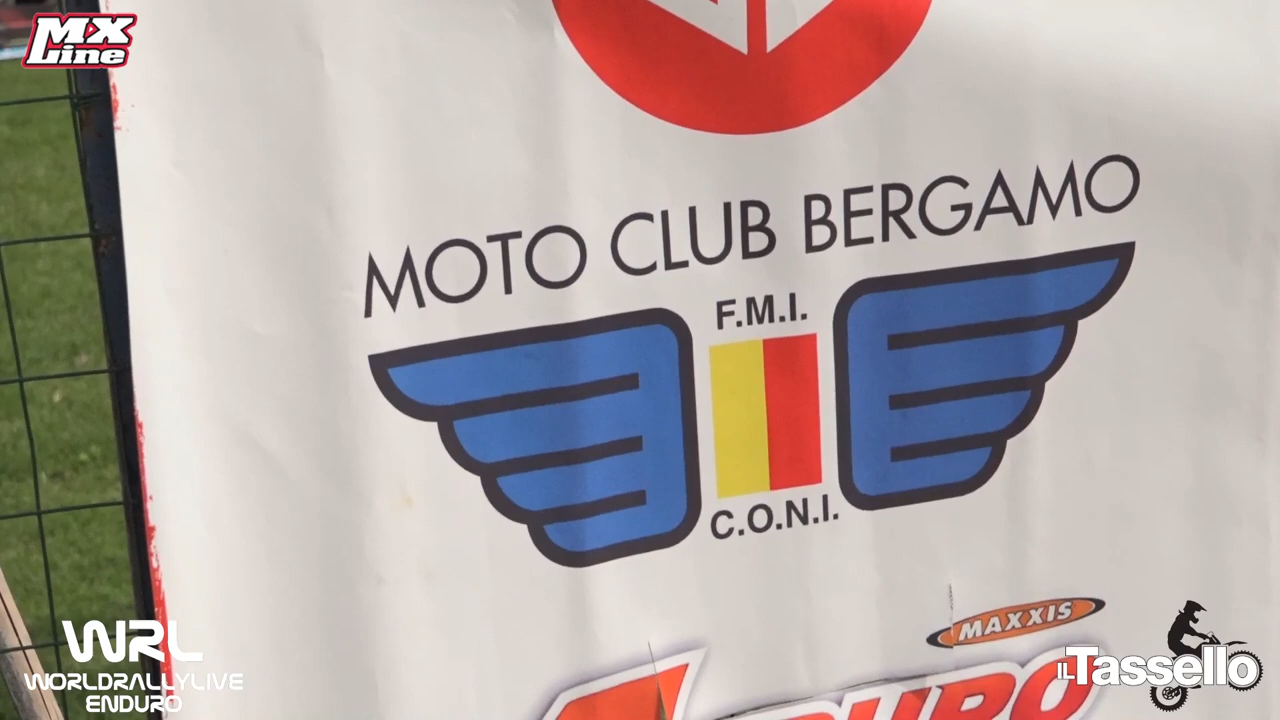 MX
Line
MOTO CLUB BERGAMO
F.M.I.
C.O.N.I.
MAXXIS
WRL
WORLDRALLYLIVE
ENDURO
IL Tassello